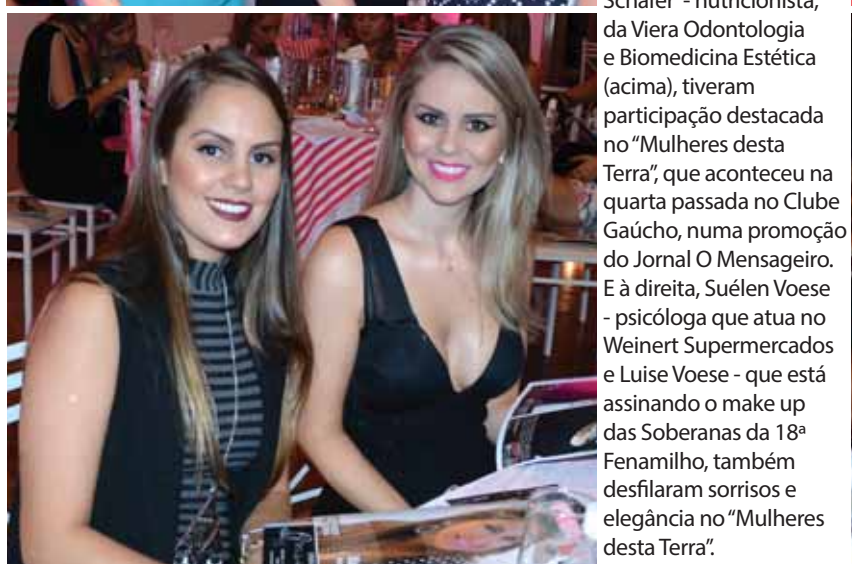 Schäfer - nutricionista,
da Viera Odontologia
e Biomedicina Estética
(acima), tiveram
participação destacada
no “Mulheres desta
Terra”, que aconteceu na
quarta passada no Clube
Gaúcho, numa promoção
do Jornal O Mensageiro.
E à direita, Suélen Voese
- psicóloga que atua no
Weinert Supermercados
e Luise Voese - que está
assinando o make up
das Soberanas da 18ª
Fenamilho, também
desfilaram sorrisos e
elegância no “Mulheres
desta Terra”.